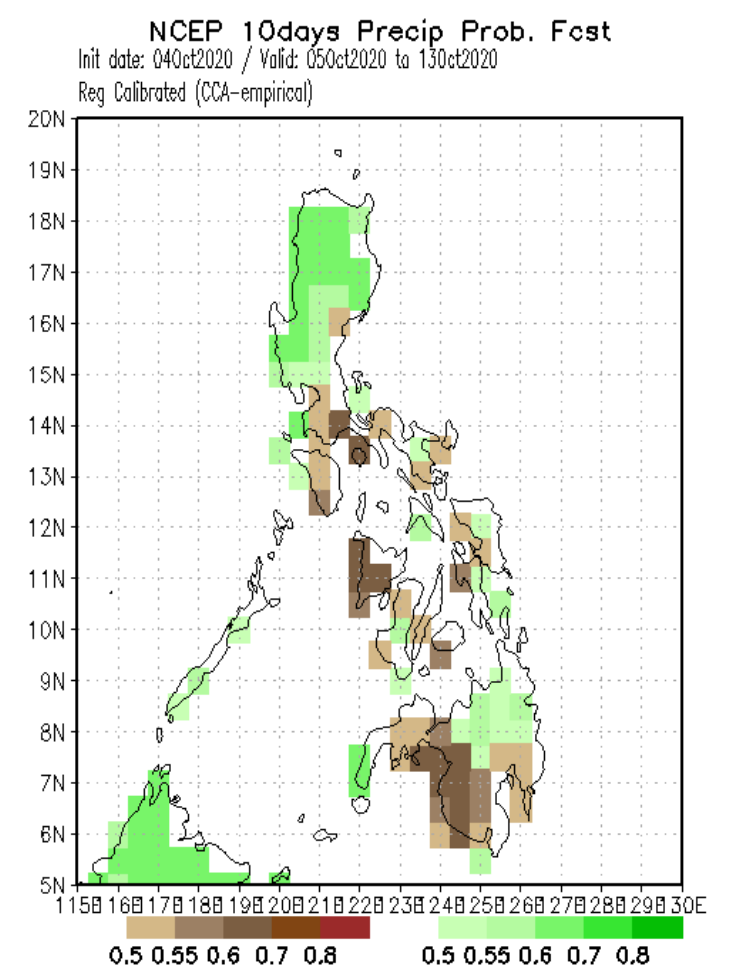 NCEP 10days Precip Prob. Fcst
Init date: 04Oct2020 / Valid: 05Oct2020 to 13Oct2020
Reg Calibrated (CCA-empirical)
20N
19N
18N
17N
16N
15N
14N
13N
12N
11N
10N
9N
8N
7N
6N
5N
115E 116E 117E 118E 119E 120E 121E 122E 123E 124E 125E 126E 127E 128E 129E 130E
0.5 0.55 0.6 0.7 0.8 0.5 0.55 0.6 0.7 0.8